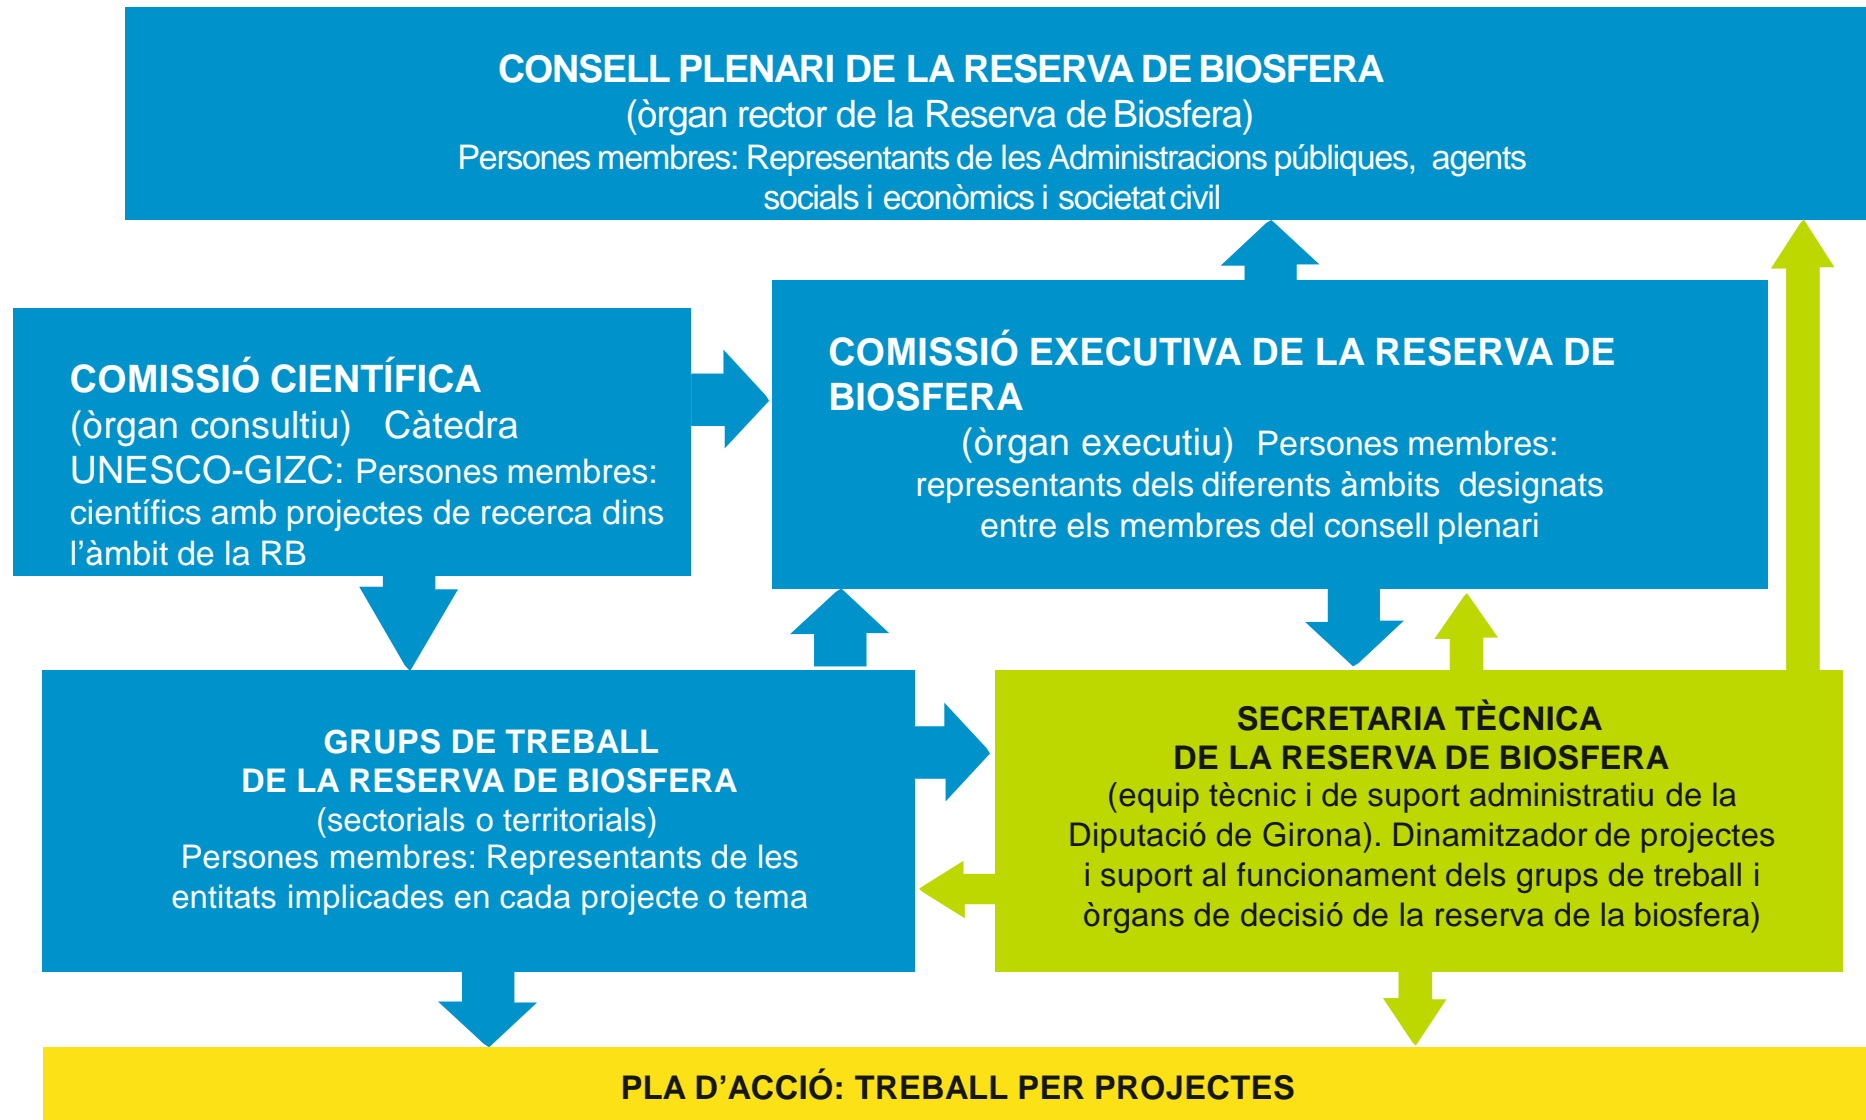 CONSELL PLENARI DE LA RESERVA DE BIOSFERA
(òrgan rector de la Reserva de Biosfera)
Persones membres: Representants de les Administracions públiques, agents
socials i econòmics i societat civil
COMISSIÓ CIENTÍFICA
(òrgan consultiu) Càtedra
UNESCO-GIZC: Persones membres:
científics amb projectes de recerca dins
l’àmbit de la RB
COMISSIÓ EXECUTIVA DE LA RESERVA DE
BIOSFERA
(òrgan executiu) Persones membres:
representants dels diferents àmbits designats
entre els membres del consell plenari
GRUPS DE TREBALL
DE LA RESERVA DE BIOSFERA
(sectorials o territorials)
Persones membres: Representants de les
entitats implicades en cada projecte o tema
SECRETARIA TÈCNICA
DE LA RESERVA DE BIOSFERA
(equip tècnic i de suport administratiu de la
Diputació de Girona). Dinamitzador de projectes
i suport al funcionament dels grups de treball i
òrgans de decisió de la reserva de la biosfera)
PLA D’ACCIÓ: TREBALL PER PROJECTES